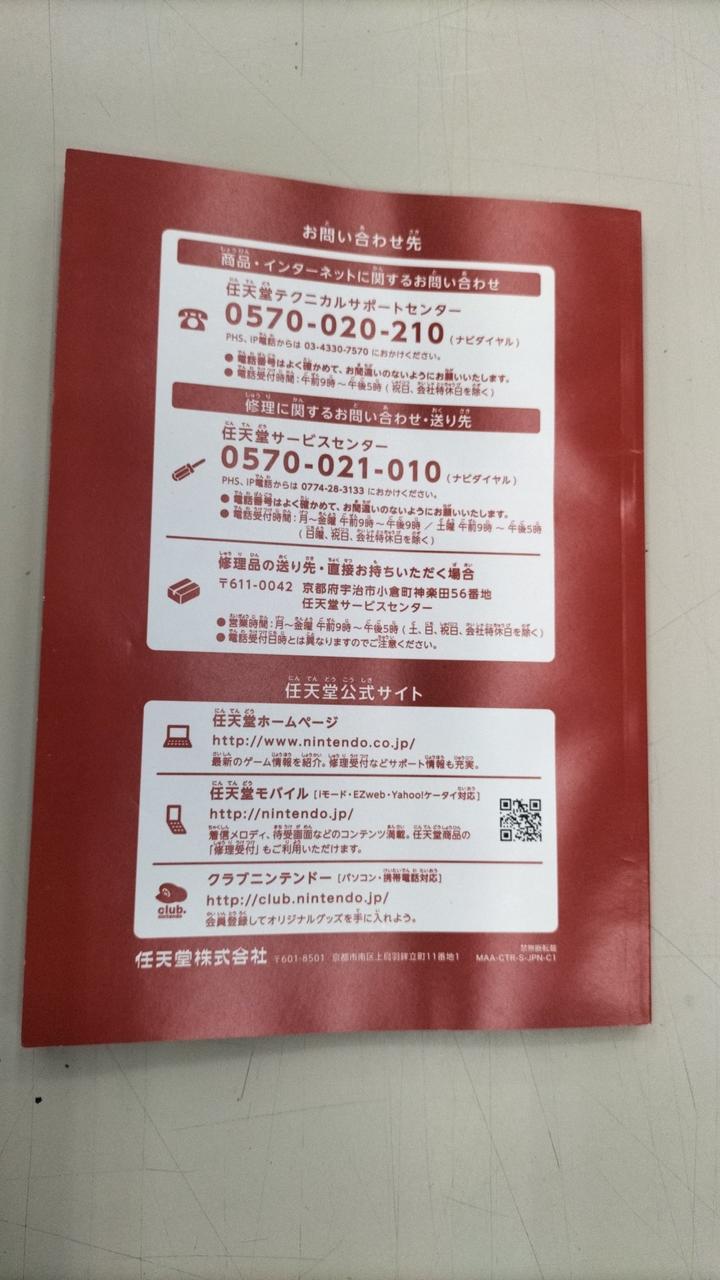 お問い合わせ先
商品・インターネットに関するお問い合わせ
任天堂テクニカルサポートセンター
0570-020-210(ナビダイヤル)
PHS、IP電話からは 03-4330-7570 におかけください。
●電話番号はよく確かめて、お間違いのないようにお願いいたします。
●電話受付時間：午前9時～午後5時(祝日、会社特休日を除く)
修理に関するお問い合わせ・送り先
任天堂サービスセンター
0570-021-010(ナビダイヤル)
PHS、IP電話からは 0774-28-3133 におかけください。
●電話番号はよく確かめて、お間違いのないようにお願いいたします。
●電話受付時間：月～金曜 午前9時～午後9時 / 土曜 午前9時～午後5時
(日曜、祝日、会社特休日を除く)
修理品の送り先・直接お持ちいただく場合
〒611-0042 京都府宇治市小倉町神楽田56番地
任天堂サービスセンター
●営業時間：月～金曜 午前9時～午後5時(土、日、祝日、会社特休日を除く)
●電話受付日時とは異なりますのでご注意ください。
任天堂公式サイト
任天堂ホームページ
http://www.nintendo.co.jp/
最新のゲーム情報を紹介。修理受付などサポート情報も充実。
任天堂モバイル [iモード・EZweb・Yahoo!ケータイ対応]
http://nintendo.jp/
着信メロディ、待受画面などのコンテンツ満載。任天堂商品の
「修理受付」もご利用いただけます。
クラブニンテンドー [パソコン・携帯電話対応]
http://club.nintendo.jp/
会員登録してオリジナルグッズを手に入れよう。
club.
nintendo
禁無断転載
任天堂株式会社 〒601-8501 京都市南区上鳥羽鉾立町11番地1 MAA-CTR-S-JPN-C1